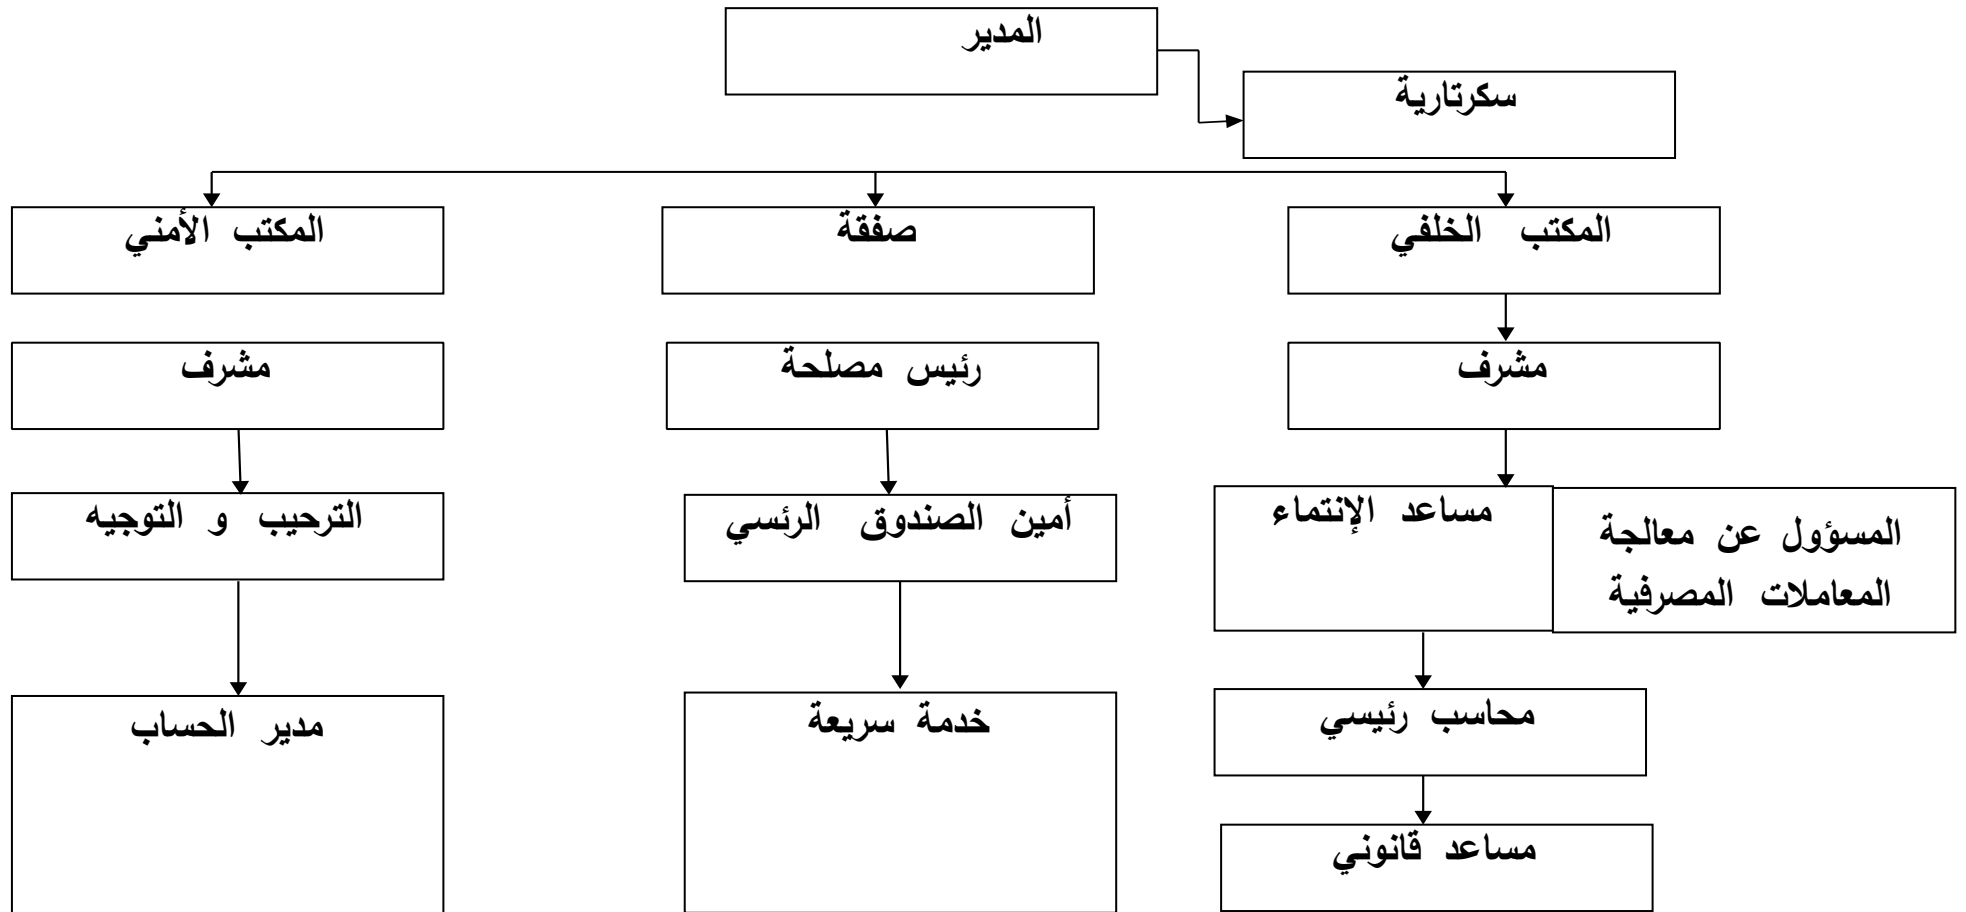 المدير
سكرتارية
المكتب الخلفي
صفقة
المكتب الأمني
مشرف
رئيس مصلحة
مشرف
المسؤول عن معالجة
المعاملات المصرفية
مساعد الإنتماء
أمين الصندوق الرئسي
الترحيب و التوجيه
محاسب رئيسي
خدمة سريعة
مدير الحساب
مساعد قانوني